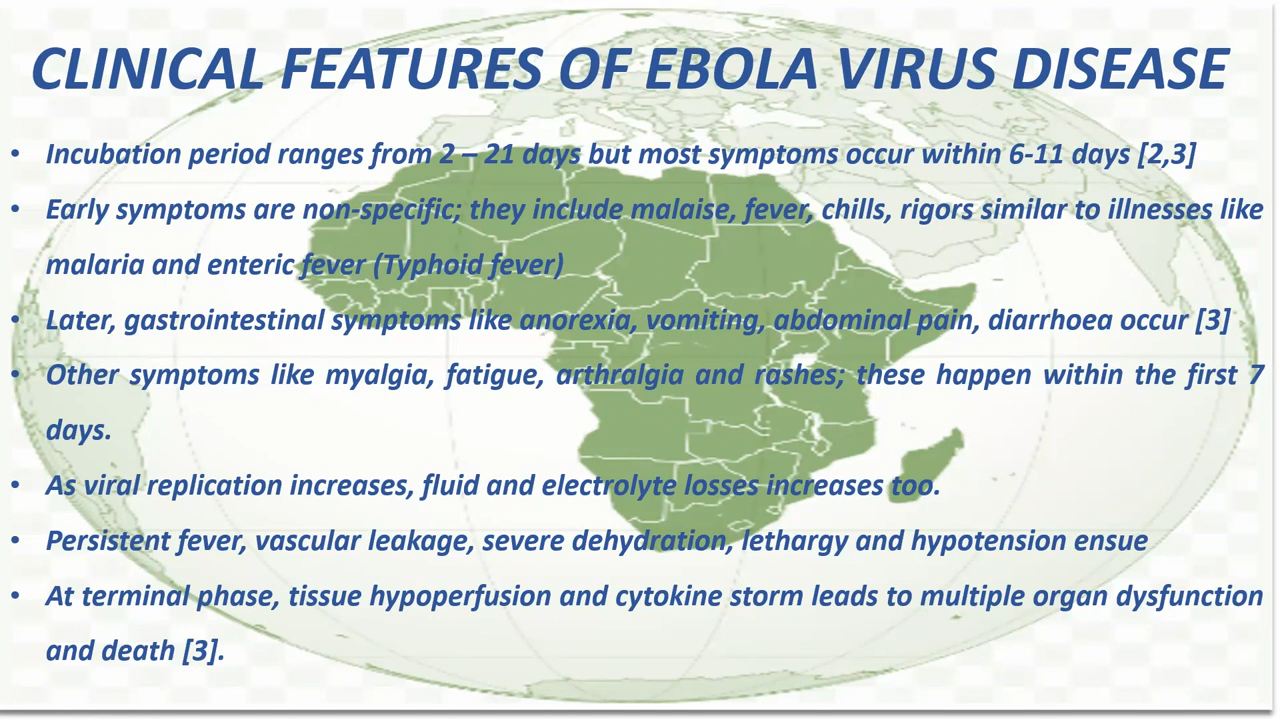 CLINICAL FEATURES OF EBOLA VIRUS DISEASE
• Incubation period ranges from 2 – 21 days but most symptoms occur within 6-11 days [2,3]
• Early symptoms are non-specific; they include malaise, fever, chills, rigors similar to illnesses like
malaria and enteric fever (Typhoid fever)
• Later, gastrointestinal symptoms like anorexia, vomiting, abdominal pain, diarrhoea occur [3]
• Other symptoms like myalgia, fatigue, arthralgia and rashes; these happen within the first 7
days.
• As viral replication increases, fluid and electrolyte losses increases too.
• Persistent fever, vascular leakage, severe dehydration, lethargy and hypotension ensue
• At terminal phase, tissue hypoperfusion and cytokine storm leads to multiple organ dysfunction
and death [3].